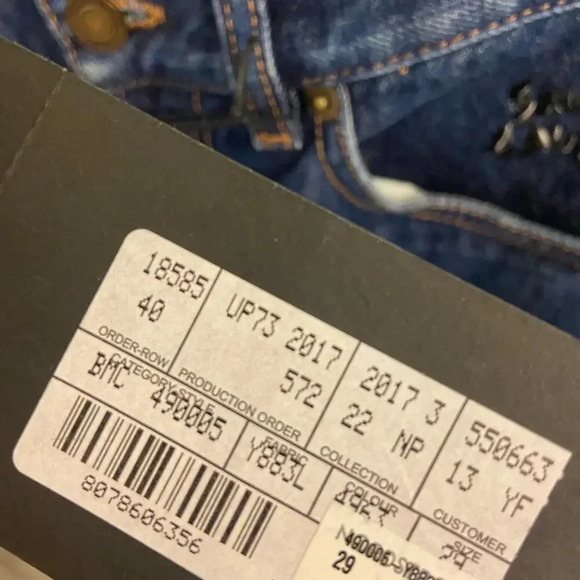 18585 UP73 2017 2017 3 550663
40 572 22 NP 13 YF
ORDER-ROW PRODUCTION ORDER COLLECTION CUSTOMER
CATEGORY STYLE FABRIC COLOUR SIZE
BMC 490005 Y883L 29
8078606356
29